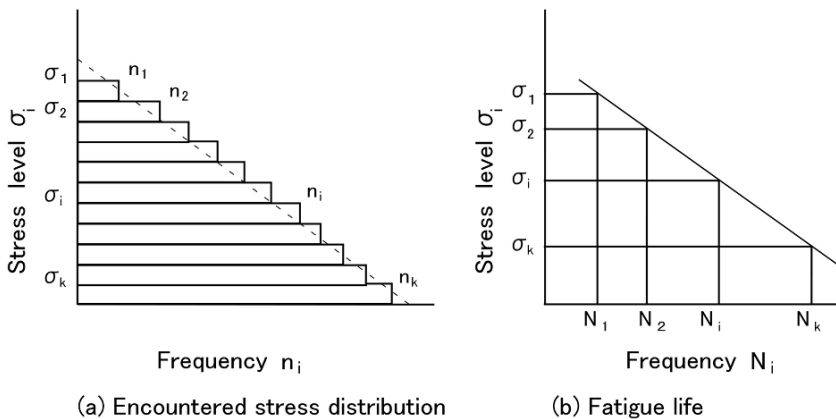 σ₁
n₁
σ₂
n₂
σᵢ
nᵢ
σₖ
nₖ
Stress level σᵢ
Frequency nᵢ
(a) Encountered stress distribution
σ₁
σ₂
σᵢ
σₖ
Stress level σᵢ
N₁ N₂ Nᵢ Nₖ
Frequency Nᵢ
(b) Fatigue life